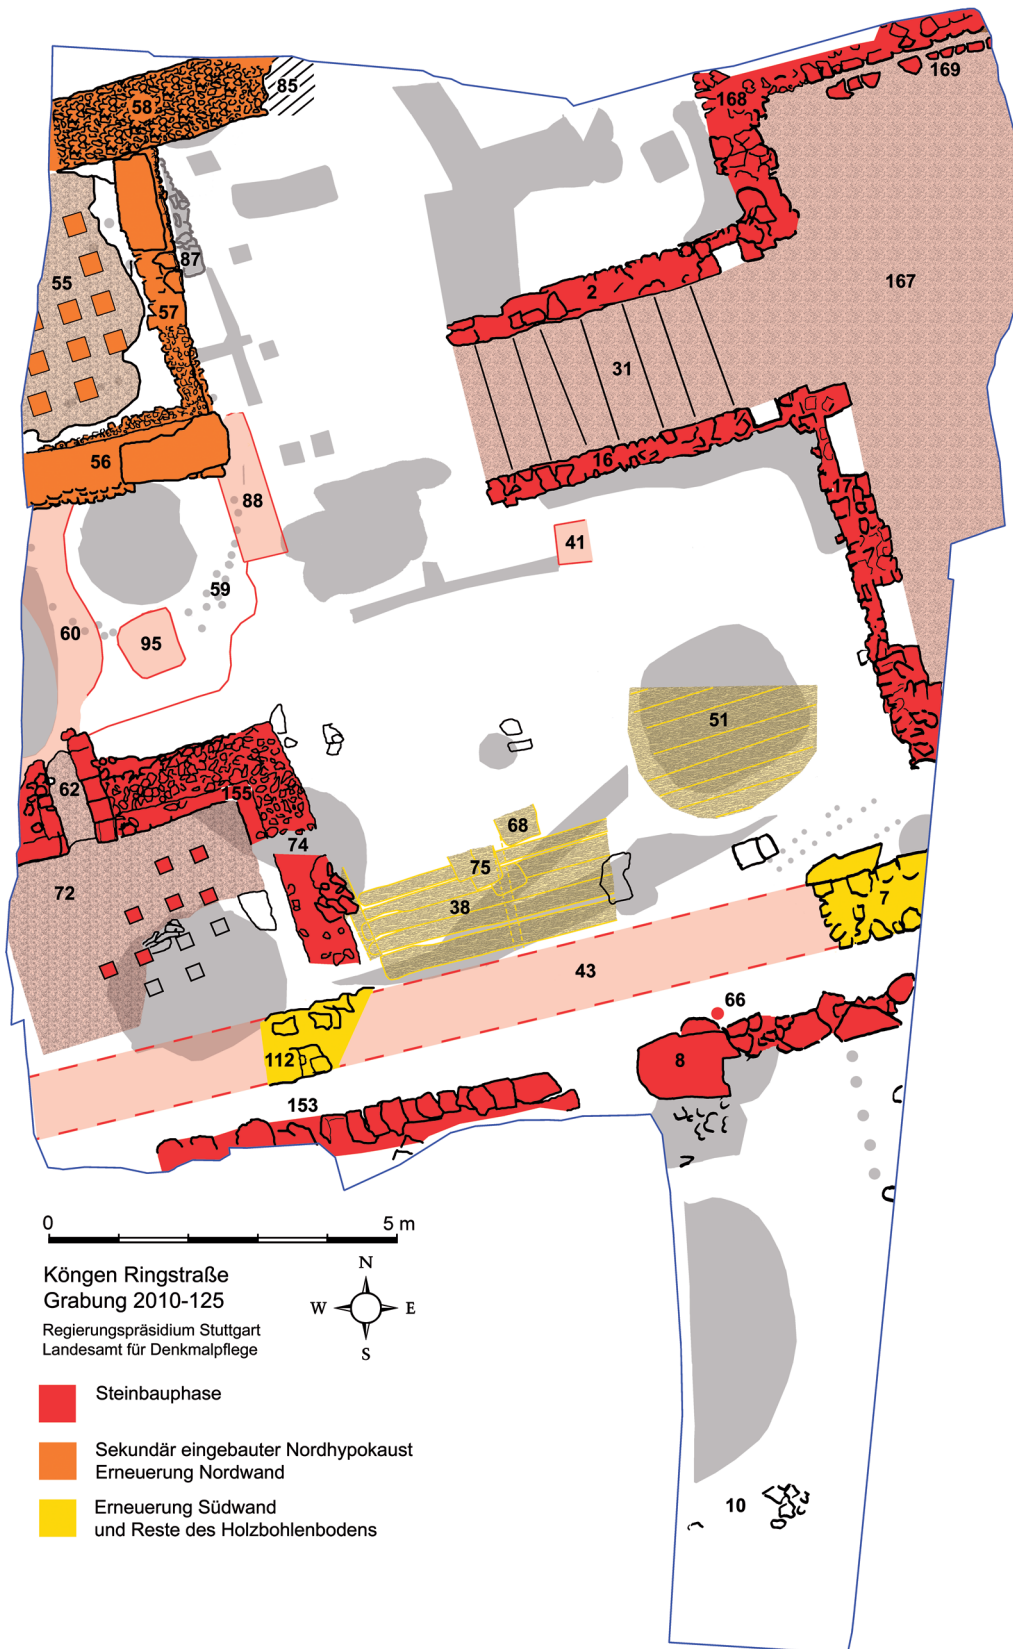 169
58
85
168
87
55
167
2
57
31
56
16
17
88
41
59
60
95
51
62
155
68
74
75
72
7
38
43
66
112
8
153
0 5 m
Köngen Ringstraße
Grabung 2010-125
Regierungspräsidium Stuttgart
Landesamt für Denkmalpflege
N
W E
S
Steinbauphase
Sekundär eingebauter Nordhypokaust
Erneuerung Nordwand
Erneuerung Südwand
und Reste des Holzbohlenbodens
10